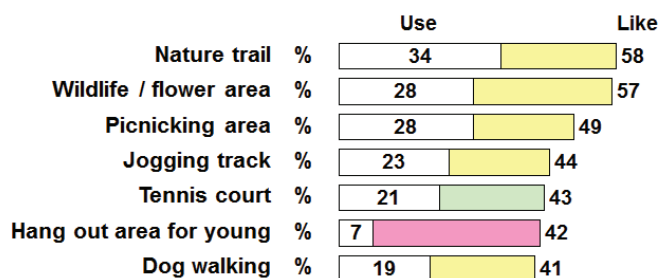 Use Like
Nature trail % 34 58
Wildlife / flower area % 28 57
Picnicking area % 28 49
Jogging track % 23 44
Tennis court % 21 43
Hang out area for young % 7 42
Dog walking % 19 41